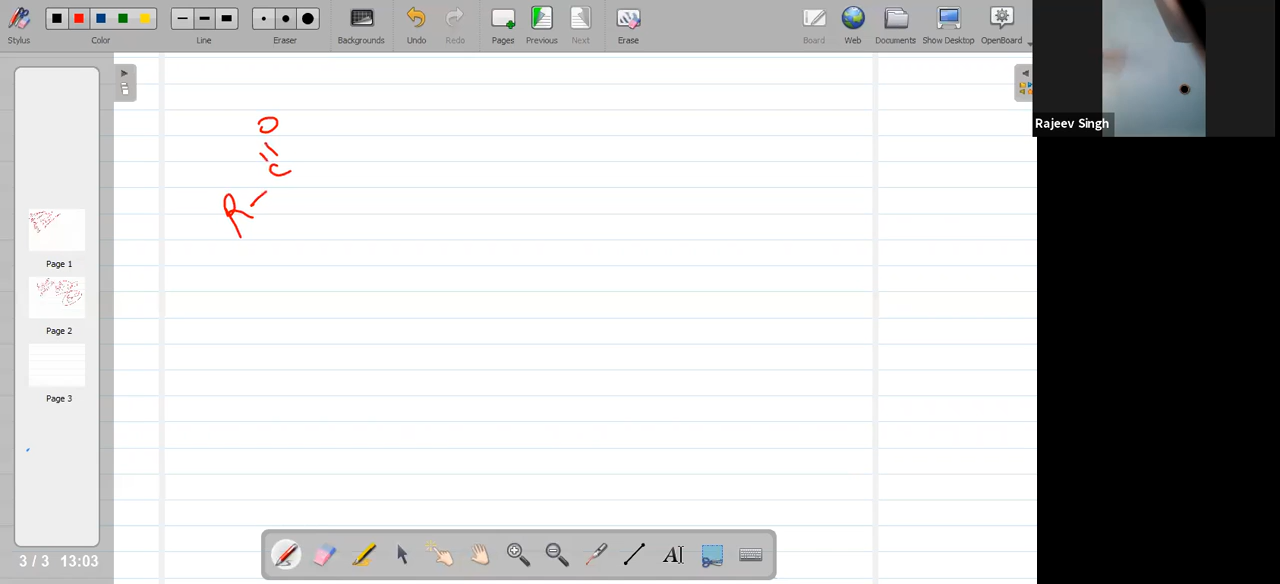 Stylus Color Line Eraser Backgrounds Undo Redo Pages Previous Next Erase Board Web Documents Show Desktop OpenBoard
Rajeev Singh
O
=
C
R -
Page 1
Page 2
Page 3
3 / 3 13:03
AI